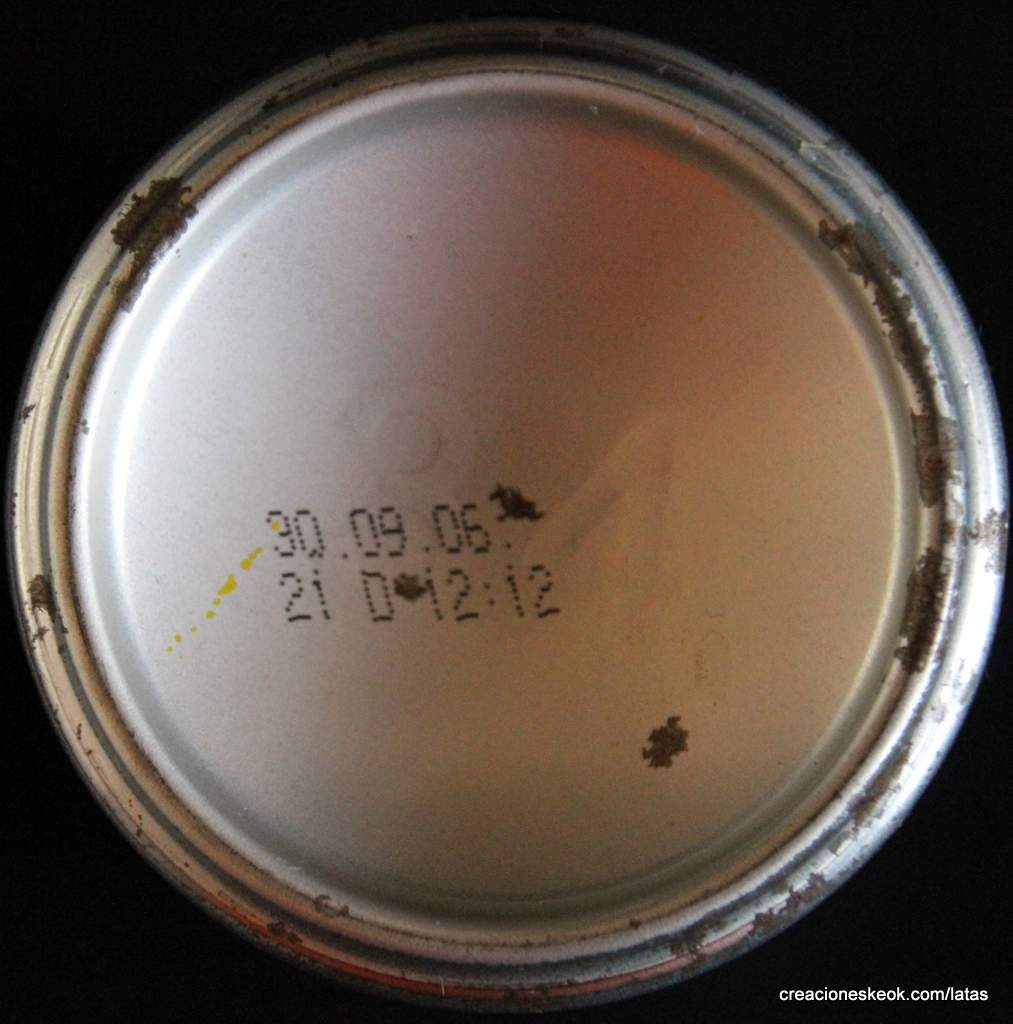 30.09.06.
21 D 12:12
creacioneskeok.com/latas